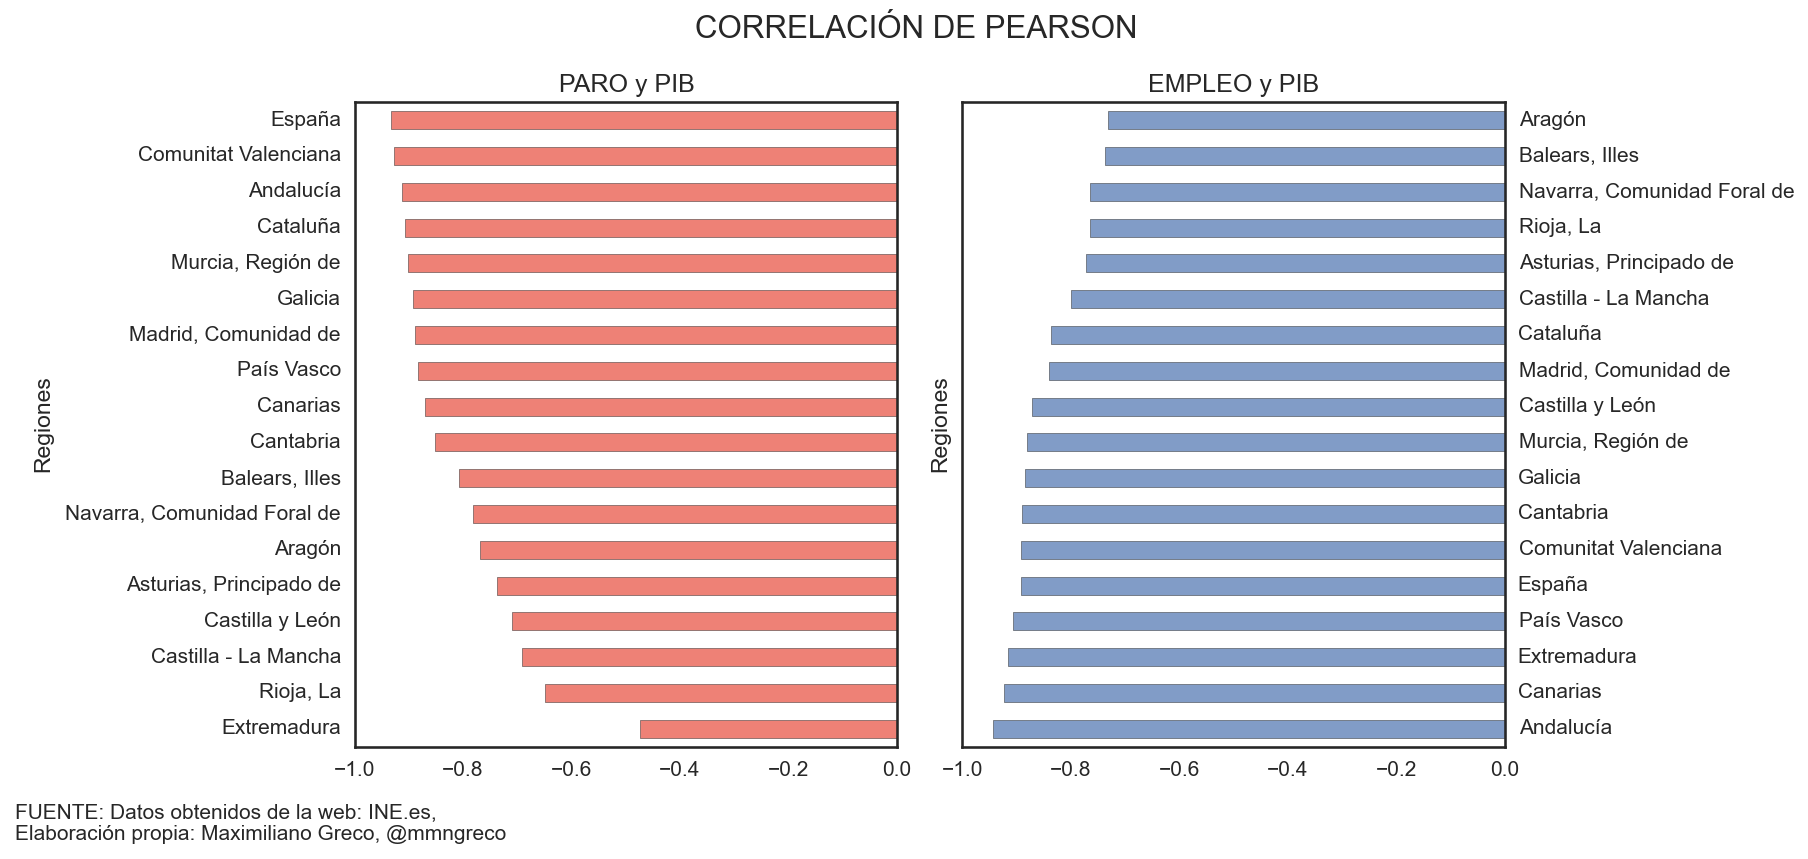 CORRELACIÓN DE PEARSON
PARO y PIB
Regiones
España
Comunitat Valenciana
Andalucía
Cataluña
Murcia, Región de
Galicia
Madrid, Comunidad de
País Vasco
Canarias
Cantabria
Balears, Illes
Navarra, Comunidad Foral de
Aragón
Asturias, Principado de
Castilla y León
Castilla - La Mancha
Rioja, La
Extremadura
−1.0 −0.8 −0.6 −0.4 −0.2 0.0
EMPLEO y PIB
Regiones
Aragón
Balears, Illes
Navarra, Comunidad Foral de
Rioja, La
Asturias, Principado de
Castilla - La Mancha
Cataluña
Madrid, Comunidad de
Castilla y León
Murcia, Región de
Galicia
Cantabria
Comunitat Valenciana
España
País Vasco
Extremadura
Canarias
Andalucía
−1.0 −0.8 −0.6 −0.4 −0.2 0.0
FUENTE: Datos obtenidos de la web: INE.es,
Elaboración propia: Maximiliano Greco, @mmngreco